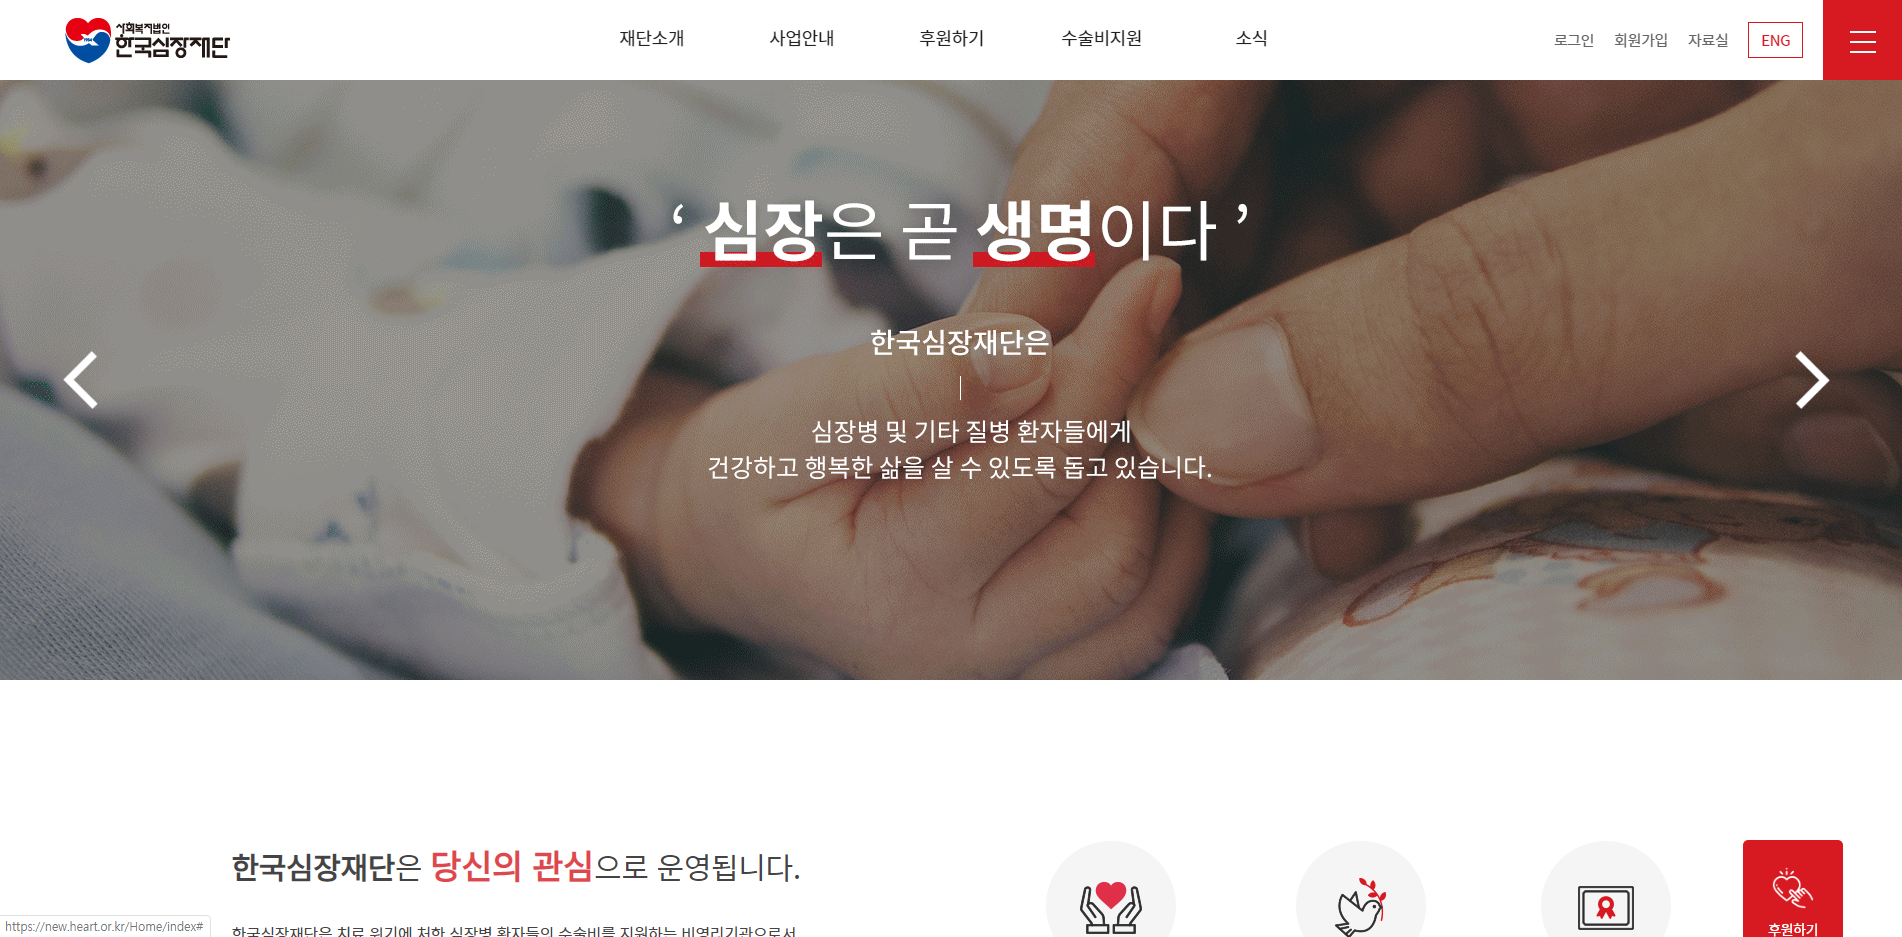 사회복지법인
한국심장재단
재단소개 사업안내 후원하기 수술비지원 소식
로그인 회원가입 자료실 ENG
‘ 심장은 곧 생명이다 ’
한국심장재단은
심장병 및 기타 질병 환자들에게
건강하고 행복한 삶을 살 수 있도록 돕고 있습니다.
한국심장재단은 당신의 관심으로 운영됩니다.
한국심장재단은 치료 위기에 처한 심장병 환자들의 수술비를 지원하는 비영리기관으로서
후원하기
https://new.heart.or.kr/Home/index#